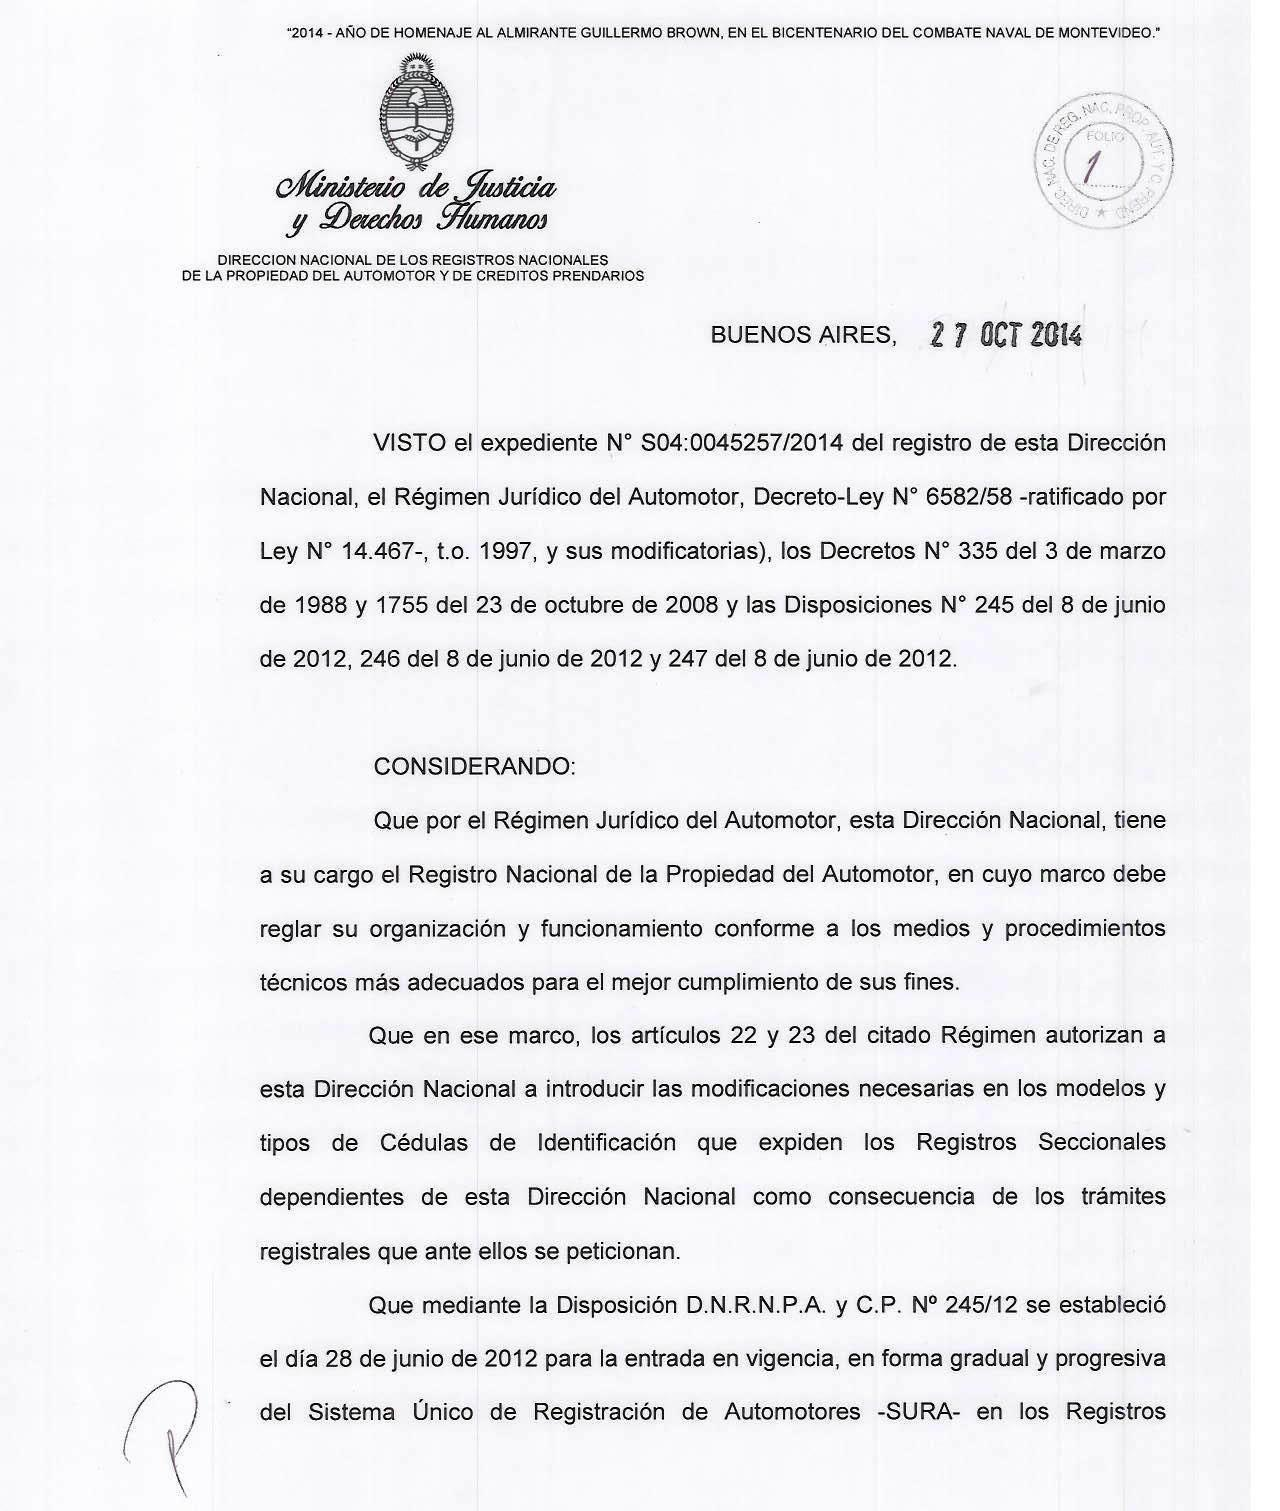 "2014 - AÑO DE HOMENAJE AL ALMIRANTE GUILLERMO BROWN, EN EL BICENTENARIO DEL COMBATE NAVAL DE MONTEVIDEO."
Ministerio de Justicia
y Derechos Humanos
DIREC. NAC. DE REG. NAC. PROP. AUT. Y C. PREND.
FOLIO
1
DIRECCION NACIONAL DE LOS REGISTROS NACIONALES
DE LA PROPIEDAD DEL AUTOMOTOR Y DE CREDITOS PRENDARIOS
BUENOS AIRES, 27 OCT 2014
VISTO el expediente N° S04:0045257/2014 del registro de esta Dirección
Nacional, el Régimen Jurídico del Automotor, Decreto-Ley N° 6582/58 -ratificado por
Ley N° 14.467-, t.o. 1997, y sus modificatorias), los Decretos N° 335 del 3 de marzo
de 1988 y 1755 del 23 de octubre de 2008 y las Disposiciones N° 245 del 8 de junio
de 2012, 246 del 8 de junio de 2012 y 247 del 8 de junio de 2012.
CONSIDERANDO:
Que por el Régimen Jurídico del Automotor, esta Dirección Nacional, tiene
a su cargo el Registro Nacional de la Propiedad del Automotor, en cuyo marco debe
reglar su organización y funcionamiento conforme a los medios y procedimientos
técnicos más adecuados para el mejor cumplimiento de sus fines.
Que en ese marco, los artículos 22 y 23 del citado Régimen autorizan a
esta Dirección Nacional a introducir las modificaciones necesarias en los modelos y
tipos de Cédulas de Identificación que expiden los Registros Seccionales
dependientes de esta Dirección Nacional como consecuencia de los trámites
registrales que ante ellos se peticionan.
Que mediante la Disposición D.N.R.N.P.A. y C.P. Nº 245/12 se estableció
el día 28 de junio de 2012 para la entrada en vigencia, en forma gradual y progresiva
del Sistema Único de Registración de Automotores -SURA- en los Registros